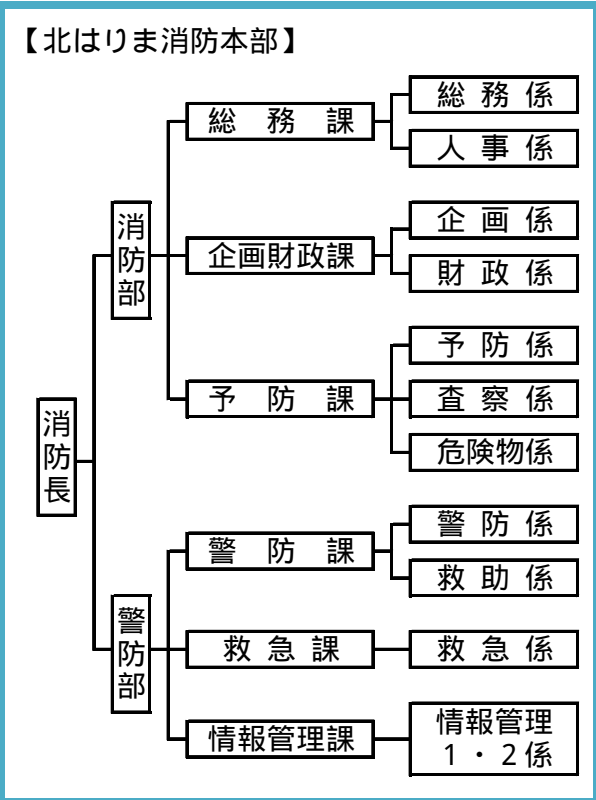 【北はりま消防本部】
総務課
総務係
人事係
消防部
企画財政課
企画係
財政係
予防課
予防係
査察係
危険物係
消防長
警防課
警防係
救助係
警防部
救急課
救急係
情報管理課
情報管理
1・2係